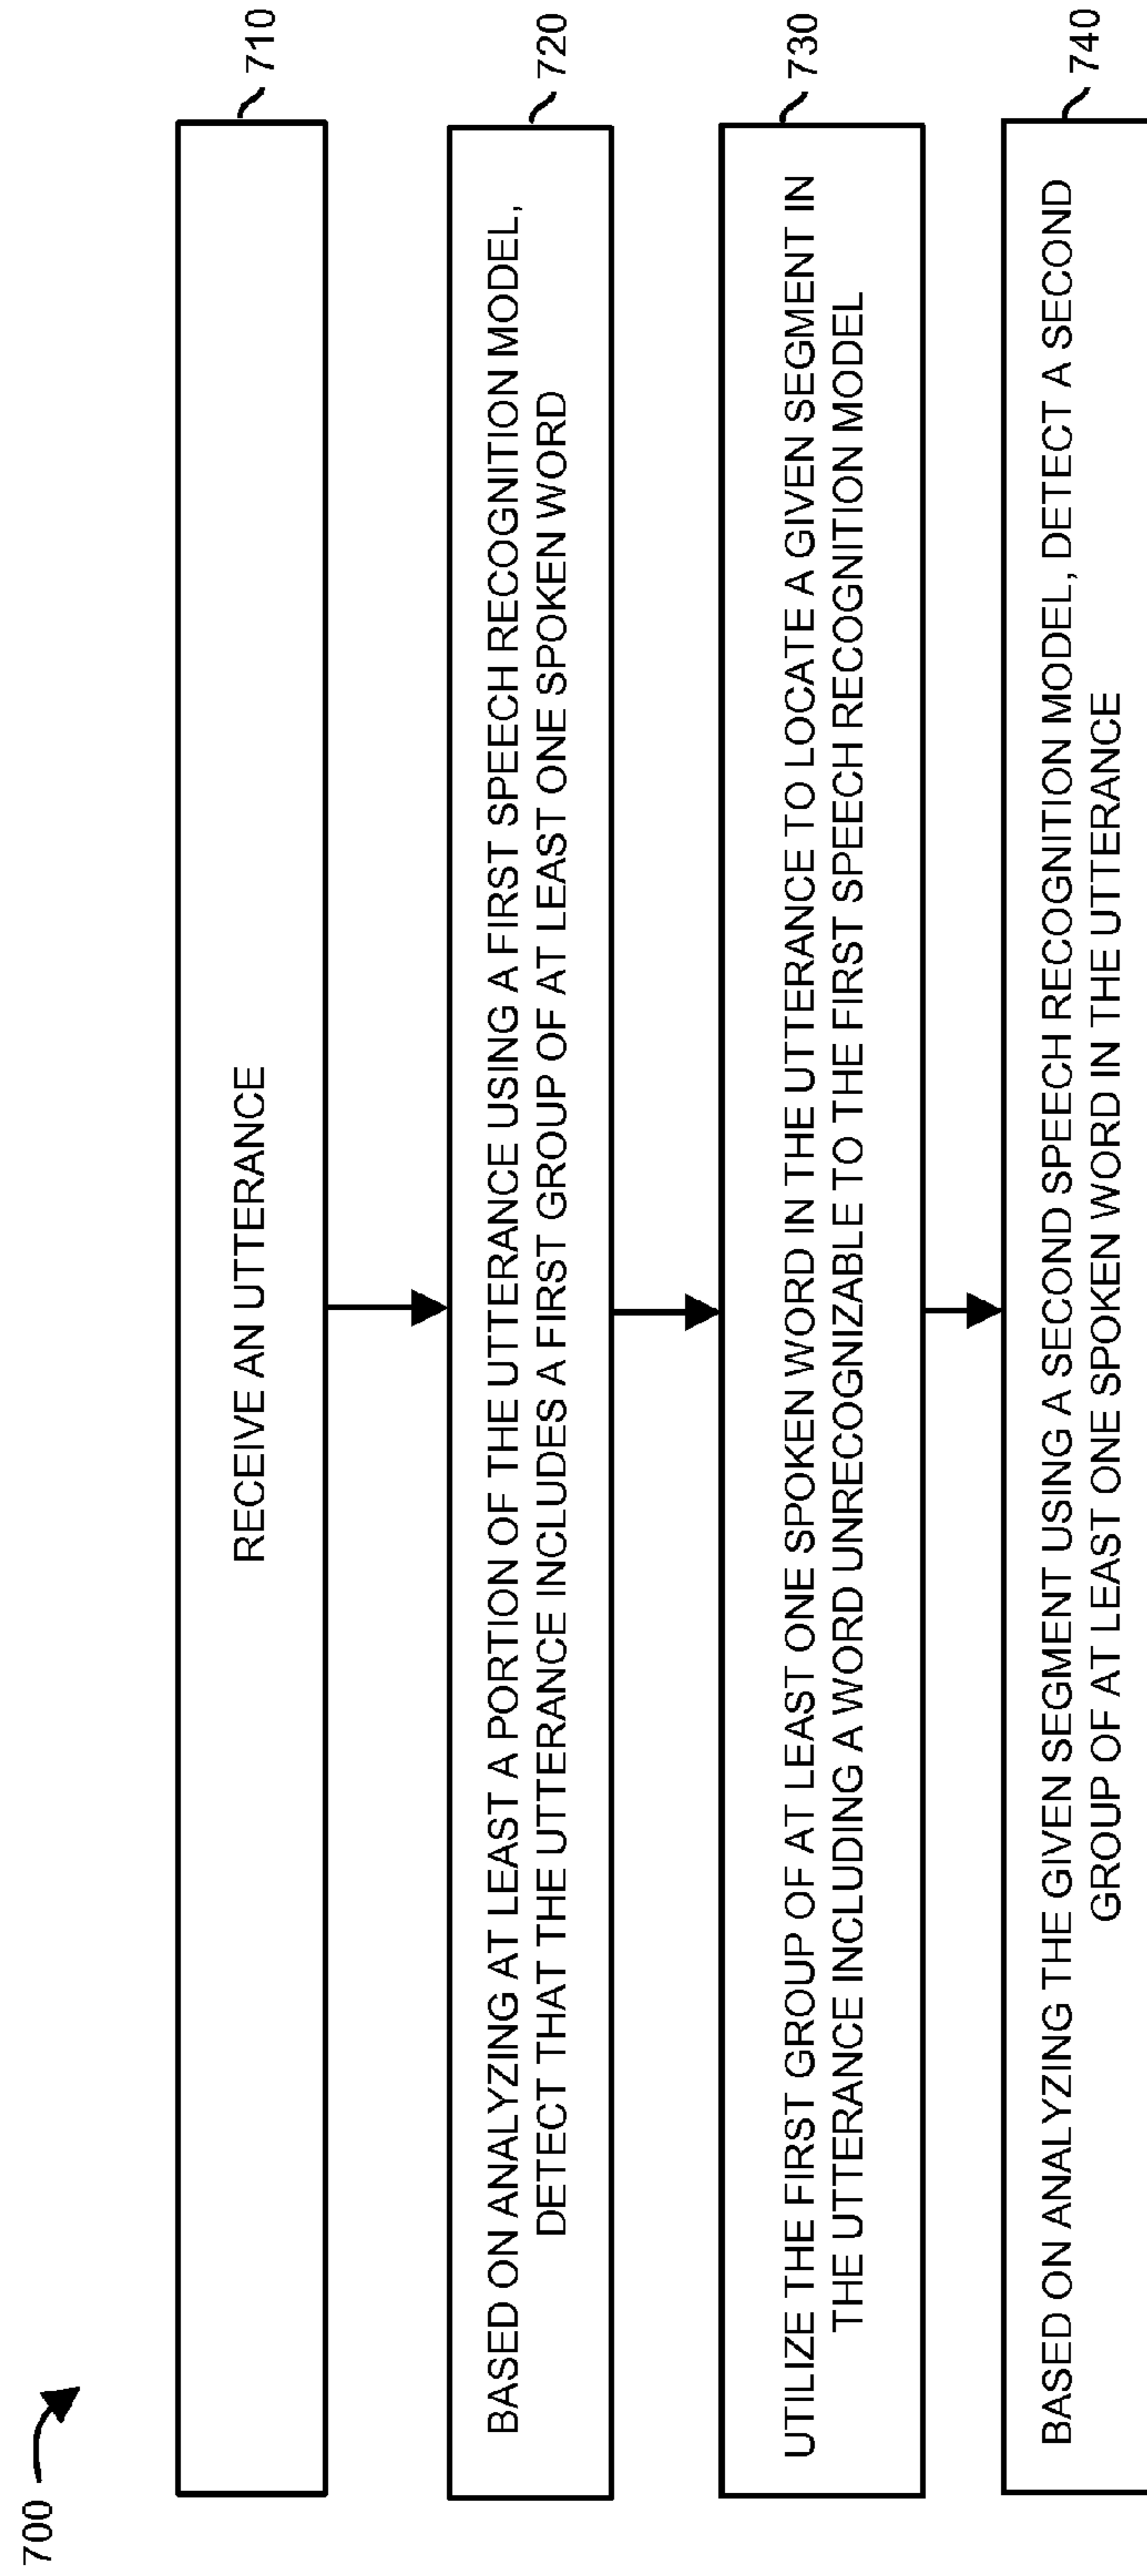 700
RECEIVE AN UTTERANCE
710
BASED ON ANALYZING AT LEAST A PORTION OF THE UTTERANCE USING A FIRST SPEECH RECOGNITION MODEL,
DETECT THAT THE UTTERANCE INCLUDES A FIRST GROUP OF AT LEAST ONE SPOKEN WORD
720
UTILIZE THE FIRST GROUP OF AT LEAST ONE SPOKEN WORD IN THE UTTERANCE TO LOCATE A GIVEN SEGMENT IN
THE UTTERANCE INCLUDING A WORD UNRECOGNIZABLE TO THE FIRST SPEECH RECOGNITION MODEL
730
BASED ON ANALYZING THE GIVEN SEGMENT USING A SECOND SPEECH RECOGNITION MODEL, DETECT A SECOND
GROUP OF AT LEAST ONE SPOKEN WORD IN THE UTTERANCE
740